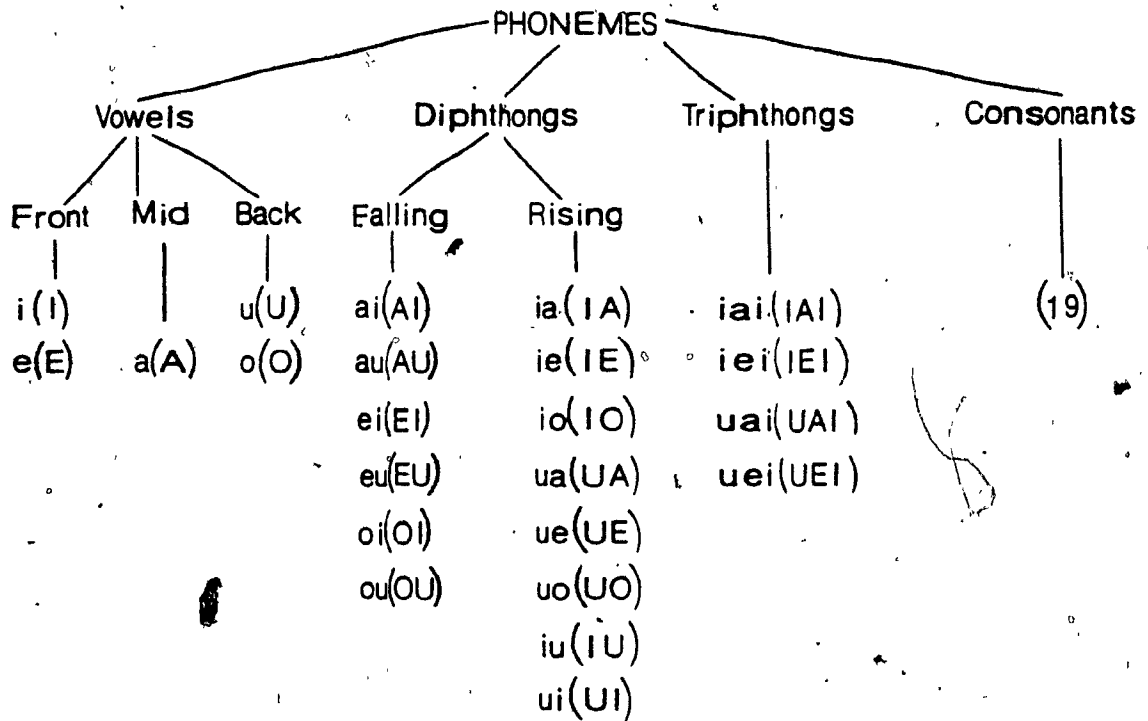 PHONEMES
Vowels Diphthongs Triphthongs Consonants
Front Mid Back Falling Rising
i(I) u(U) ai(AI) ia(IA) iai(IAI) (19)
e(E) a(A) o(O) au(AU) ie(IE) iei(IEI)
ei(EI) io(IO) uai(UAI)
eu(EU) ua(UA) uei(UEI)
oi(OI) ue(UE)
ou(OU) uo(UO)
iu(IU)
ui(UI)